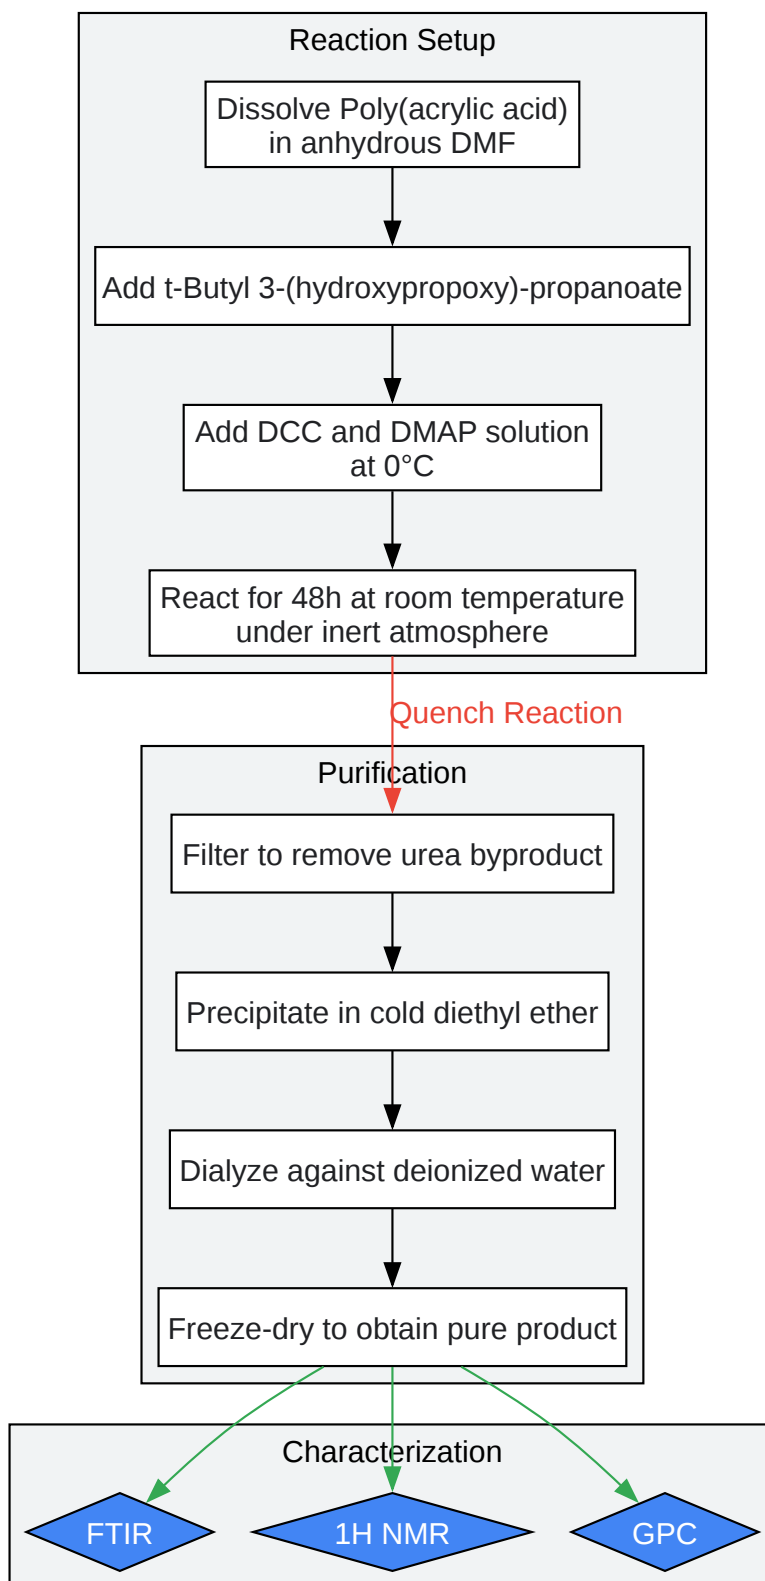 Reaction Setup
Dissolve Poly(acrylic acid)
in anhydrous DMF
Add t-Butyl 3-(hydroxypropoxy)-propanoate
Add DCC and DMAP solution
at 0°C
React for 48h at room temperature
under inert atmosphere
Quench Reaction
Purification
Filter to remove urea byproduct
Precipitate in cold diethyl ether
Dialyze against deionized water
Freeze-dry to obtain pure product
Characterization
FTIR
1H NMR
GPC